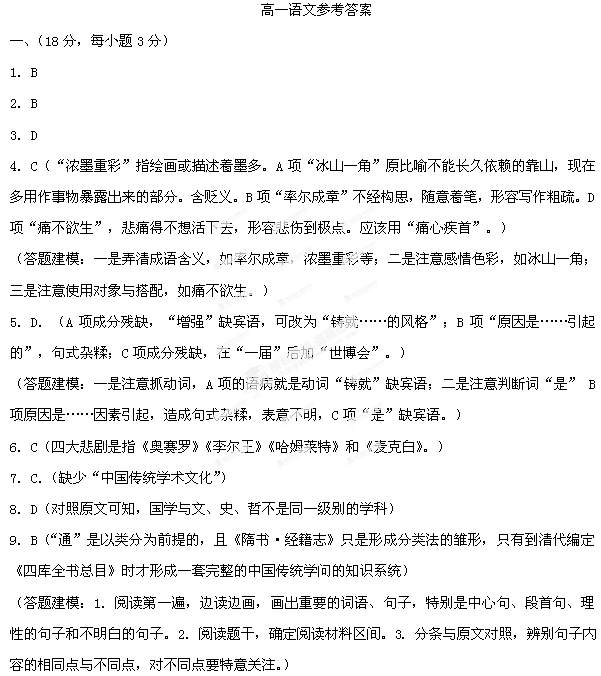 高一语文参考答案
一、（18分，每小题3分）
1. B
2. B
3. D
4. C（“浓墨重彩”指绘画或描述着墨多。A项“冰山一角”原比喻不能长久依赖的靠山，现在
多用作事物暴露出来的部分。含贬义。B项“率尔成章”不经构思，随意着笔，形容写作粗疏。D
项“痛不欲生”，悲痛得不想活下去，形容悲伤到极点。应该用“痛心疾首”。）
（答题建模：一是弄清成语含义，如率尔成章，浓墨重彩等；二是注意感情色彩，如冰山一角；
三是注意使用对象与搭配，如痛不欲生。）
5. D.（A项成分残缺，“增强”缺宾语，可改为“铸就……的风格”；B项“原因是……引起
的”，句式杂糅；C项成分残缺，在“一届”后加“世博会”。）
（答题建模：一是注意抓动词，A项的语病就是动词“铸就”缺宾语；二是注意判断词“是” B
项原因是……因素引起，造成句式杂糅，表意不明，C项“是”缺宾语。）
6. C（四大悲剧是指《奥赛罗》《李尔王》《哈姆莱特》和《麦克白》。）
7. C.（缺少“中国传统学术文化”）
8. D（对照原文可知，国学与文、史、哲不是同一级别的学科）
9. B（“通”是以类分为前提的，且《隋书·经籍志》只是形成分类法的雏形，只有到清代编定
《四库全书总目》时才形成一套完整的中国传统学问的知识系统）
（答题建模：1. 阅读第一遍，边读边画，画出重要的词语、句子，特别是中心句、段首句、理
性的句子和不明白的句子。2. 阅读题干，确定阅读材料区间。3. 分条与原文对照，辨别句子内
容的相同点与不同点，对不同点要特意关注。）